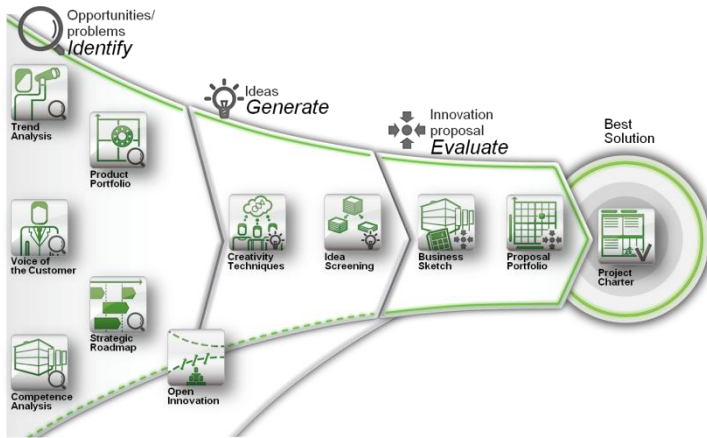 Opportunities/
problems
Identify
Trend
Analysis
Product
Portfolio
Voice of
the Customer
Strategic
Roadmap
Competence
Analysis
Ideas
Generate
Creativity
Techniques
Idea
Screening
Open
Innovation
Innovation
proposal
Evaluate
Business
Sketch
Proposal
Portfolio
Best
Solution
Project
Charter